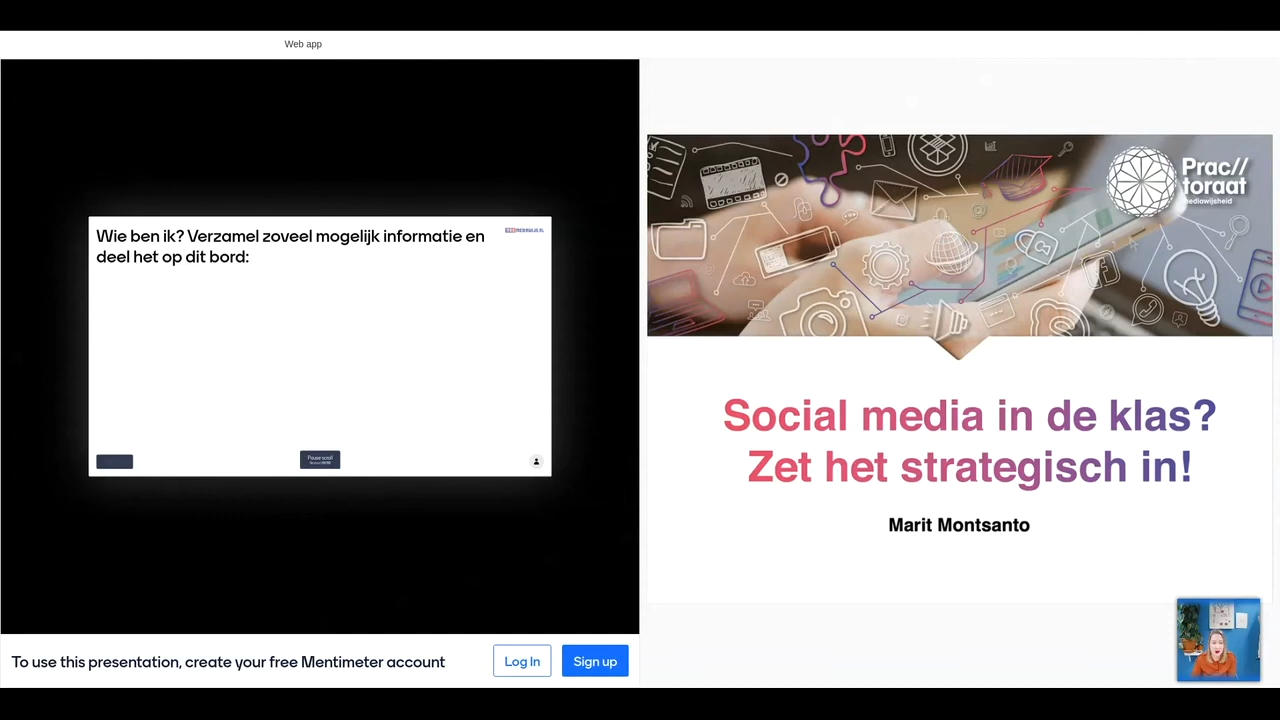 Web app
Wie ben ik? Verzamel zoveel mogelijk informatie en
deel het op dit bord:
Pause scroll
To use this presentation, create your free Mentimeter account
Log In
Sign up
Prac//
toraat
mediawijsheid
Social media in de klas?
Zet het strategisch in!
Marit Montsanto